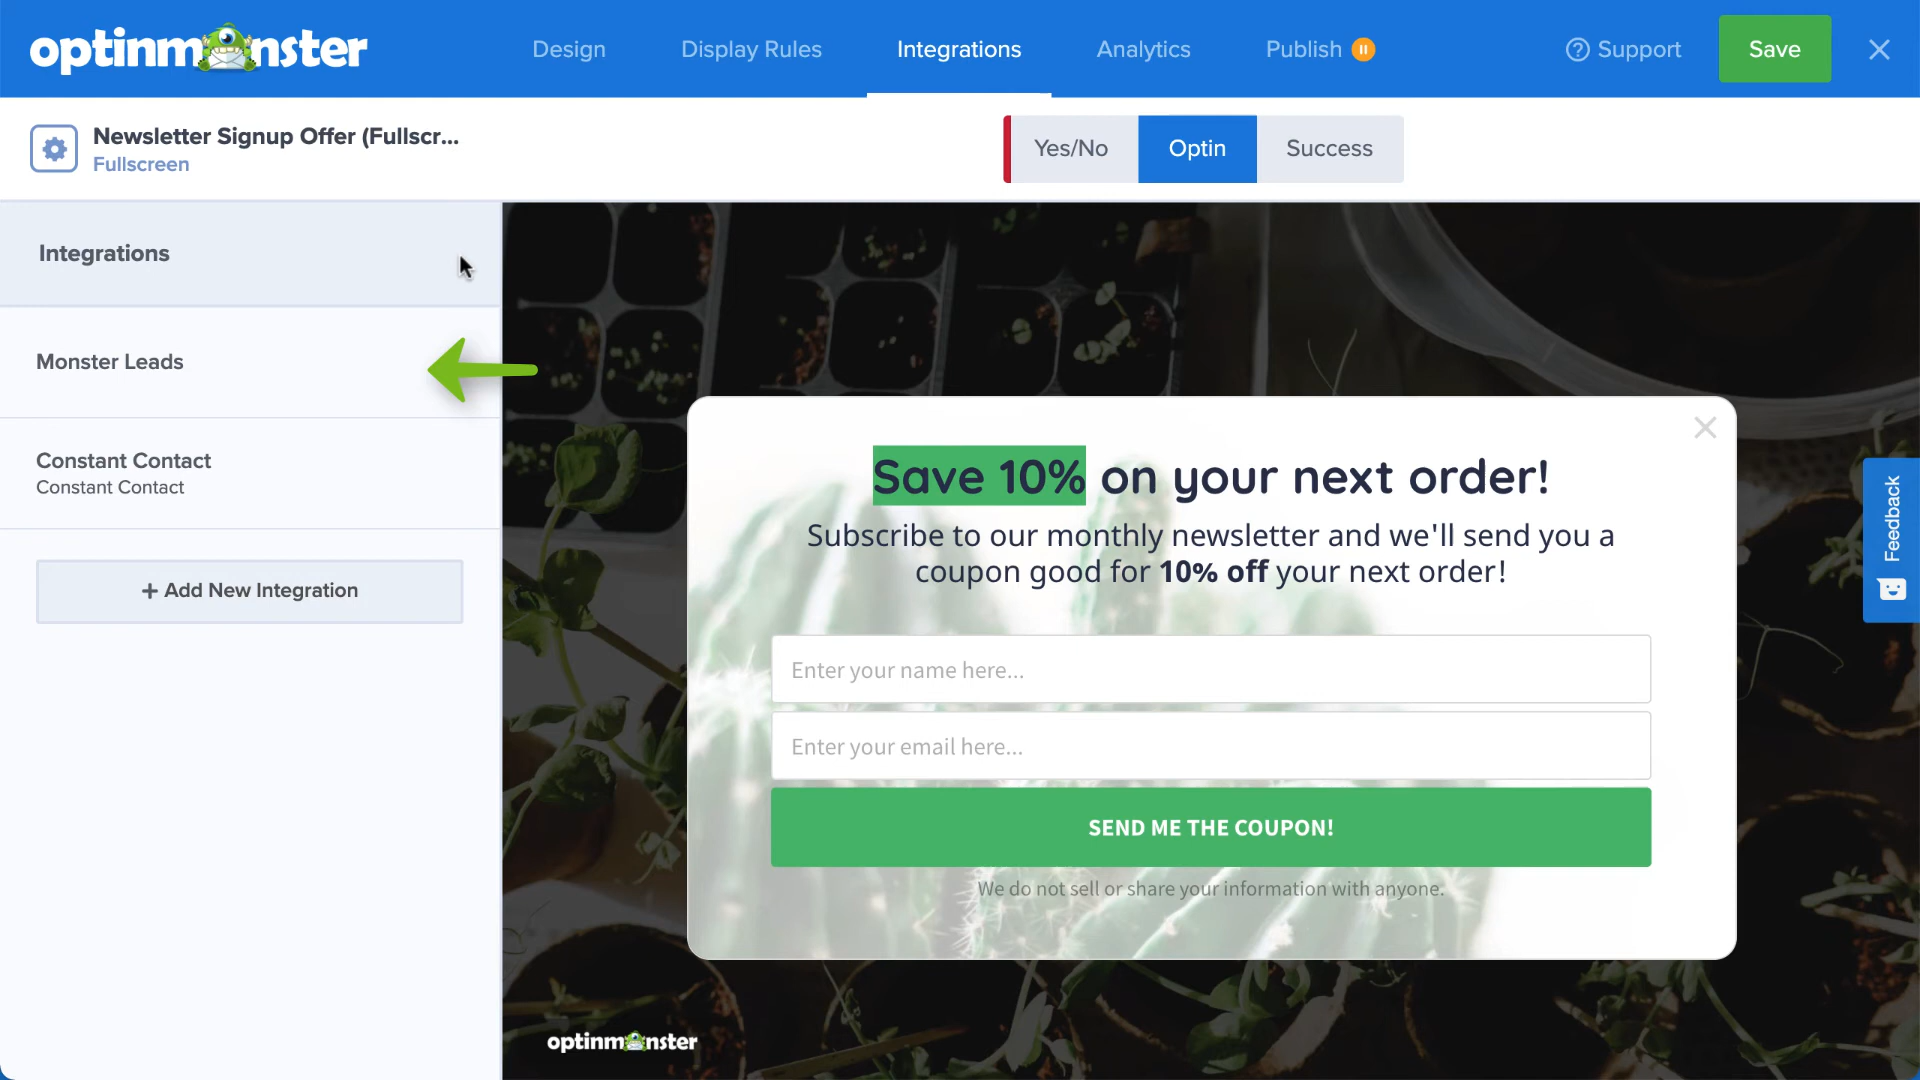 optinmonster
Design
Display Rules
Integrations
Analytics
Publish
Support
Save
Newsletter Signup Offer (Fullscr...
Fullscreen
Yes/No
Optin
Success
Integrations
Monster Leads
Constant Contact
Constant Contact
+ Add New Integration
Save 10% on your next order!
Subscribe to our monthly newsletter and we'll send you a
coupon good for 10% off your next order!
Enter your name here...
Enter your email here...
SEND ME THE COUPON!
We do not sell or share your information with anyone.
Feedback
optinmonster